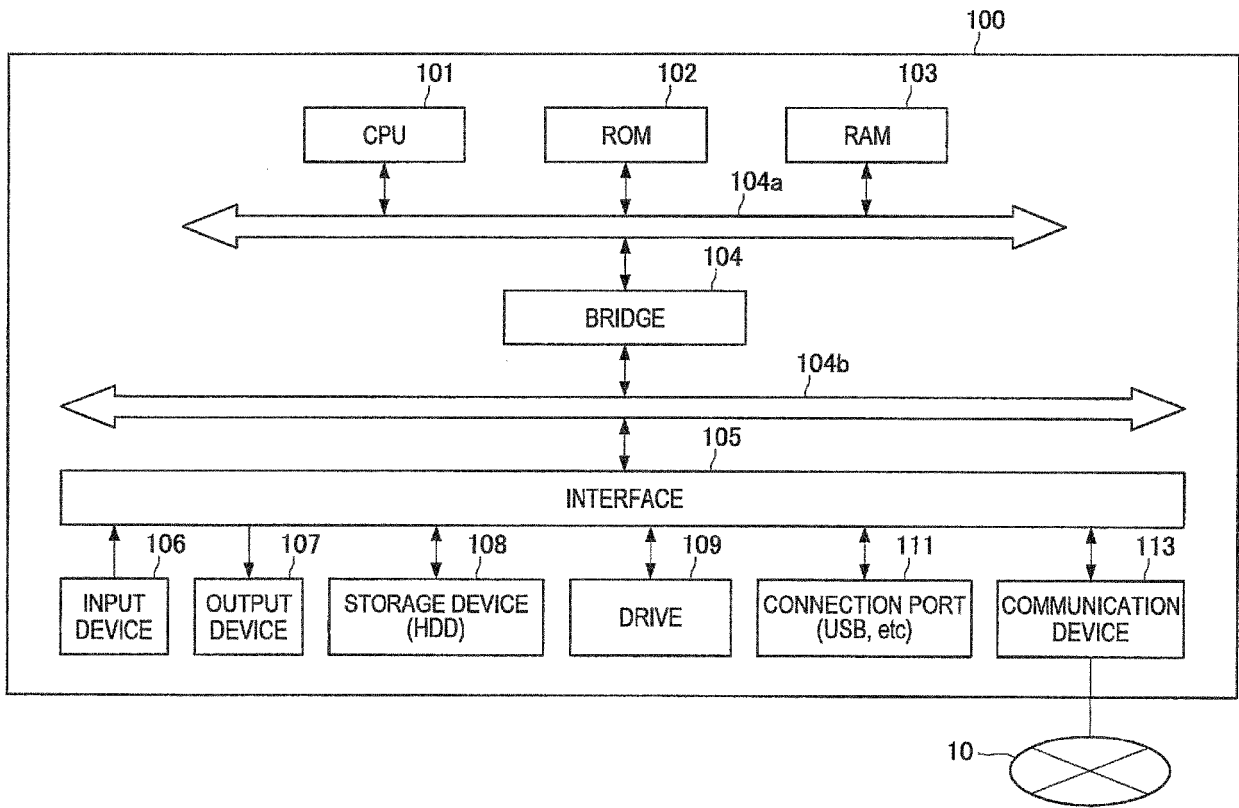 100
101
102
103
CPU
ROM
RAM
104a
104
BRIDGE
104b
105
INTERFACE
106
107
108
109
111
113
INPUT
DEVICE
OUTPUT
DEVICE
STORAGE DEVICE
(HDD)
DRIVE
CONNECTION PORT
(USB, etc)
COMMUNICATION
DEVICE
10